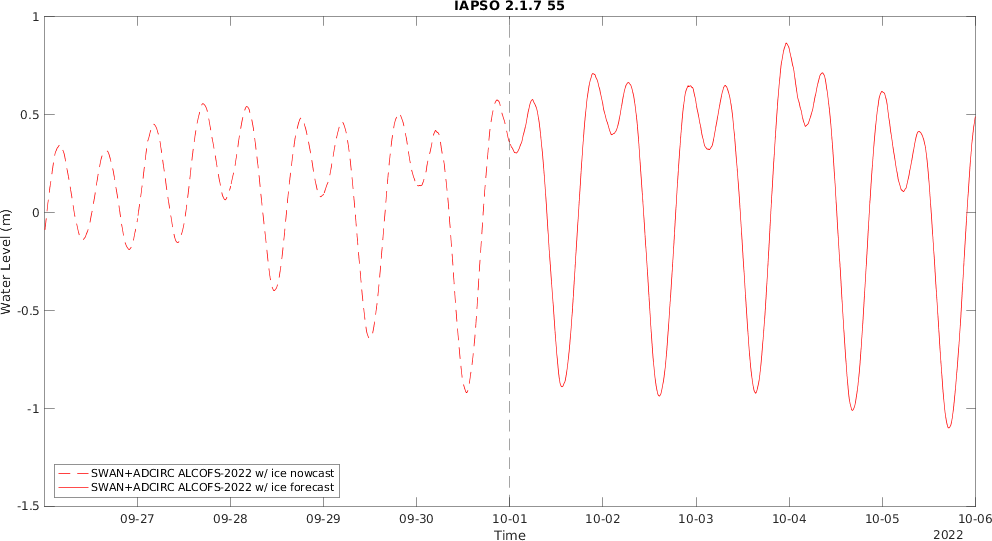 IAPSO 2.1.7 55
Water Level (m)
1
0.5
0
-0.5
-1
-1.5
SWAN+ADCIRC ALCOFS-2022 w/ ice nowcast
SWAN+ADCIRC ALCOFS-2022 w/ ice forecast
09-27 09-28 09-29 09-30 10-01 10-02 10-03 10-04 10-05 10-06
Time
2022